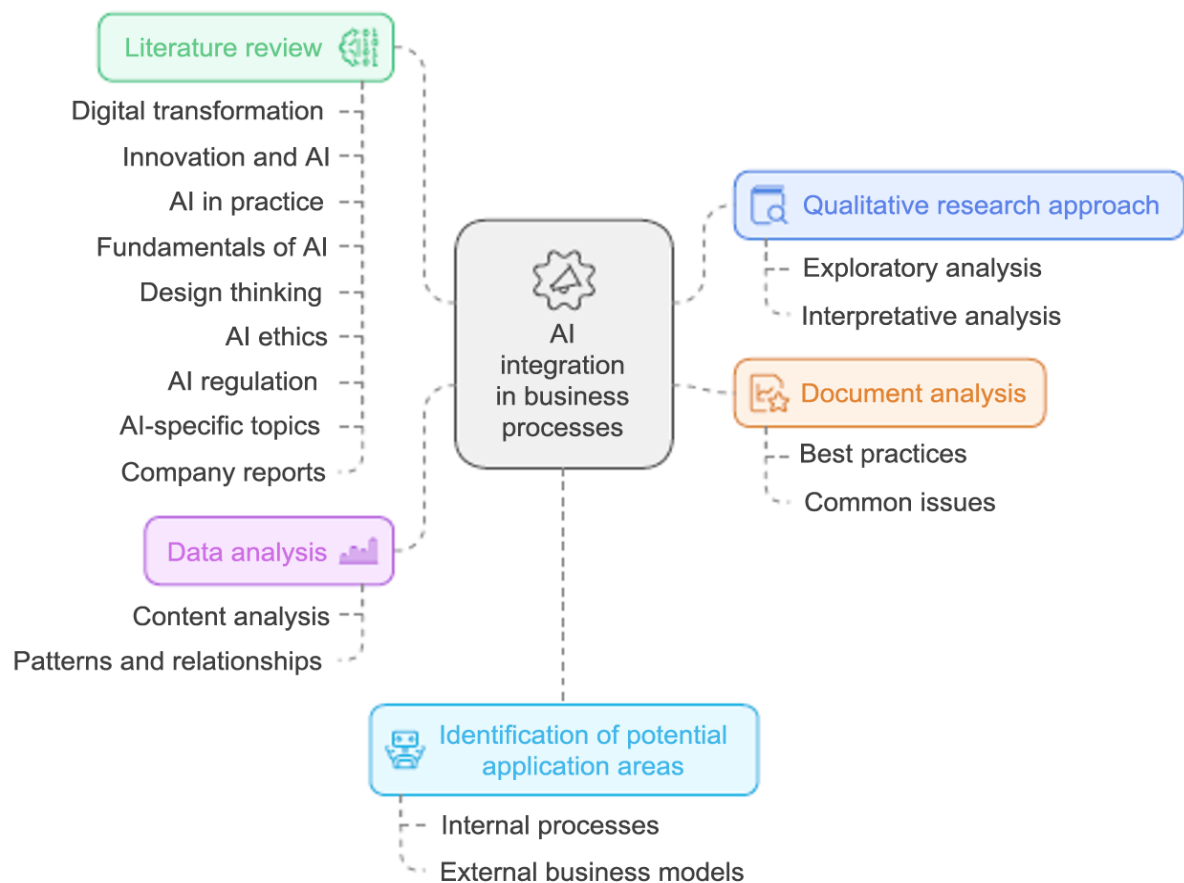 Literature review
Digital transformation
Innovation and AI
AI in practice
Fundamentals of AI
Design thinking
AI ethics
AI regulation
AI-specific topics
Company reports
Data analysis
Content analysis
Patterns and relationships
AI
integration
in business
processes
Qualitative research approach
Exploratory analysis
Interpretative analysis
Document analysis
Best practices
Common issues
Identification of potential
application areas
Internal processes
External business models